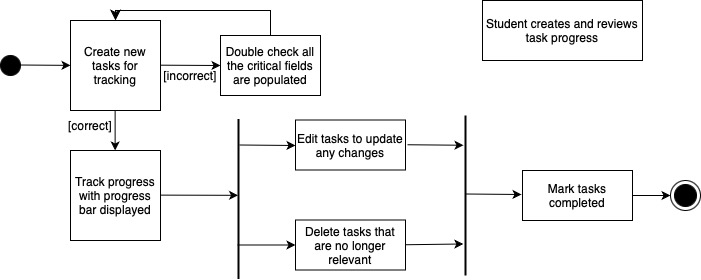 Student creates and reviews
task progress
Create new
tasks for
tracking
[incorrect]
Double check all
the critical fields
are populated
[correct]
Track progress
with progress
bar displayed
Edit tasks to update
any changes
Delete tasks that
are no longer
relevant
Mark tasks
completed